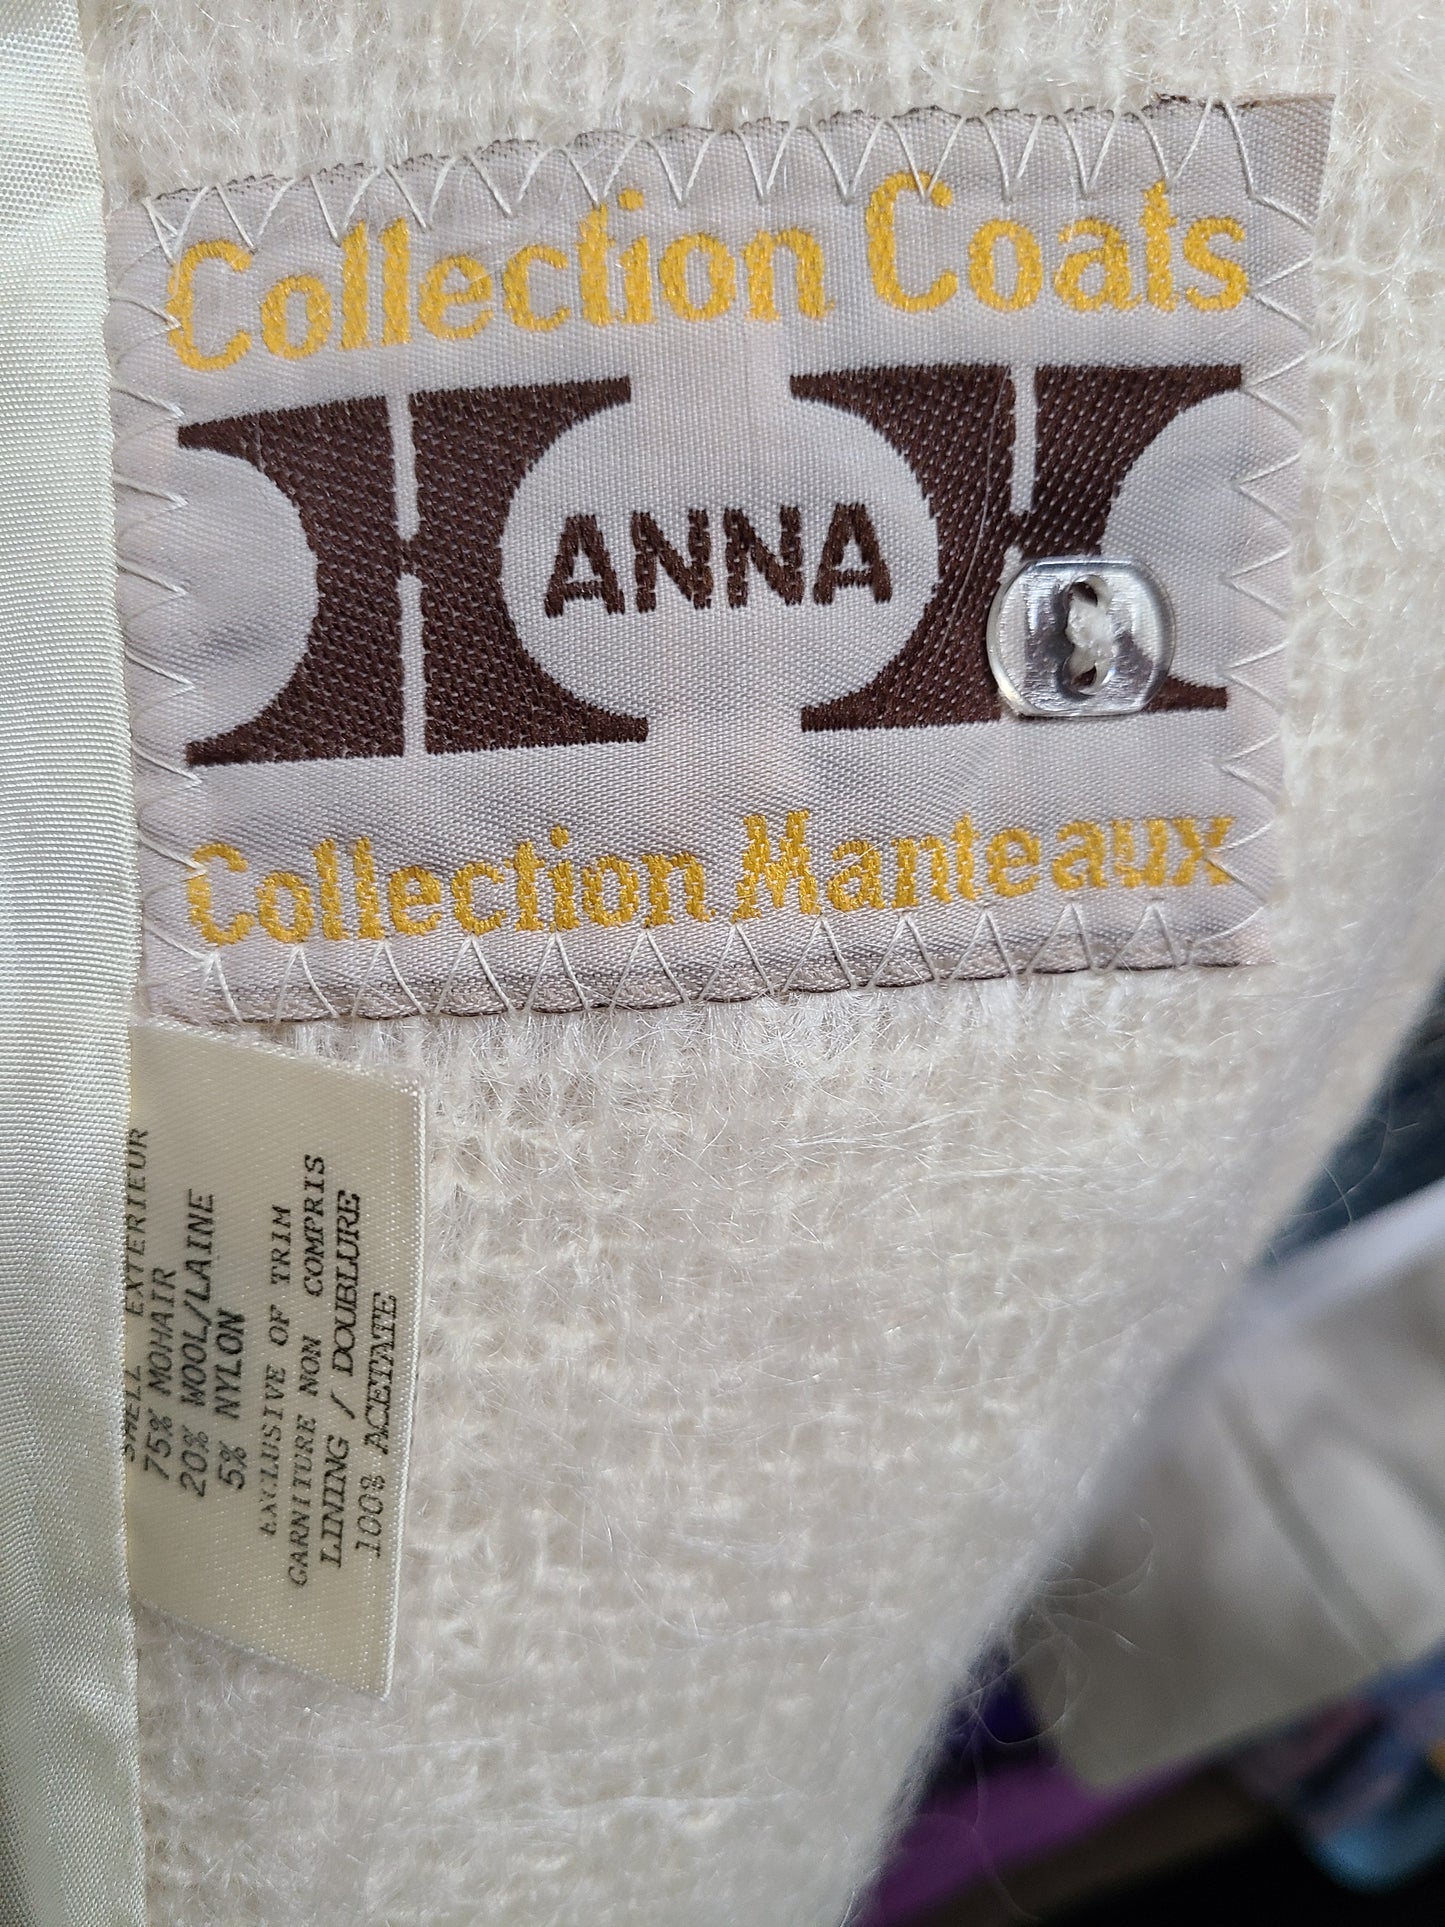 Collection Coats
ANNA
Collection Manteaux
SHELL EXTERIEUR
75% MOHAIR
20% WOOL/LAINE
5% NYLON
EXCLUSIVE OF TRIM
GARNITURE NON COMPRIS
LINING / DOUBLURE
100% ACETATE